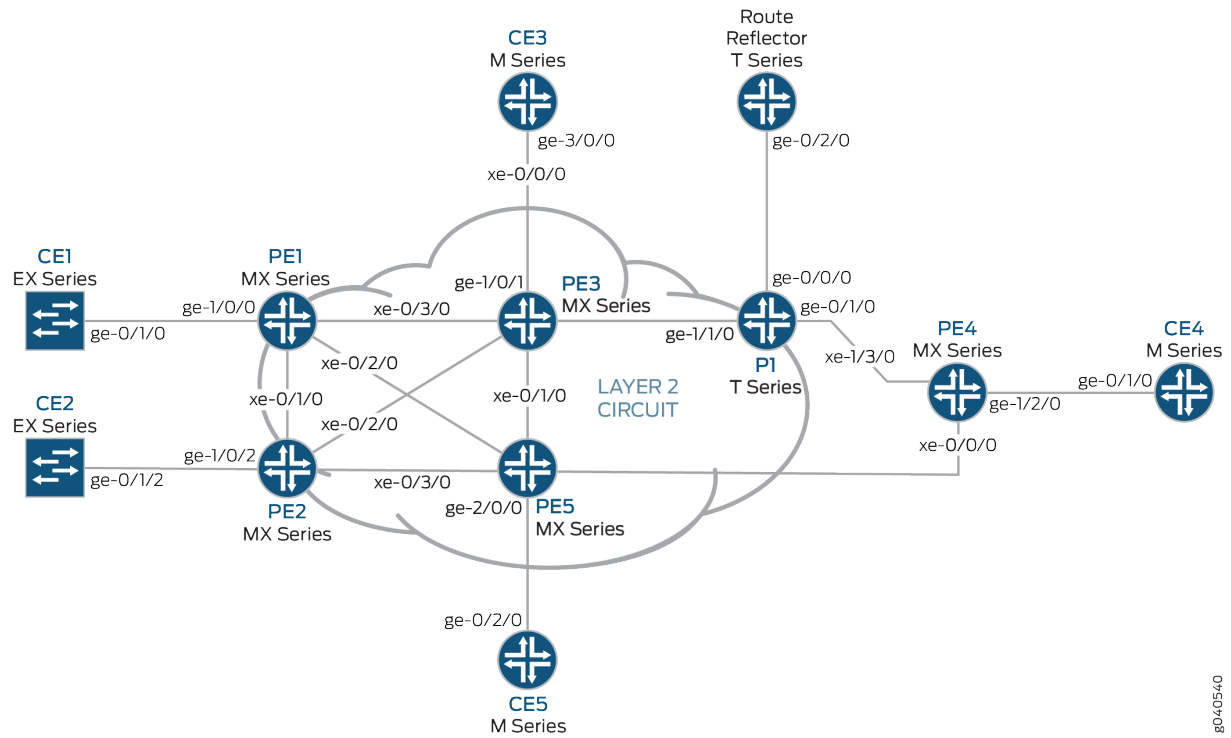 CE3
M Series
Route
Reflector
T Series
ge-3/0/0
ge-0/2/0
xe-0/0/0
CE1
EX Series
PE1
MX Series
ge-1/0/1
PE3
MX Series
ge-0/0/0
ge-0/1/0
ge-1/0/0
xe-0/3/0
ge-0/1/0
ge-1/1/0
PE4
MX Series
CE4
M Series
xe-0/2/0
P1
T Series
xe-1/3/0
ge-0/1/0
ge-1/2/0
LAYER 2
CIRCUIT
xe-0/1/0
xe-0/1/0
CE2
EX Series
xe-0/2/0
xe-0/0/0
ge-1/0/2
ge-0/1/2
xe-0/3/0
PE2
MX Series
ge-2/0/0
PE5
MX Series
ge-0/2/0
CE5
M Series
g040540